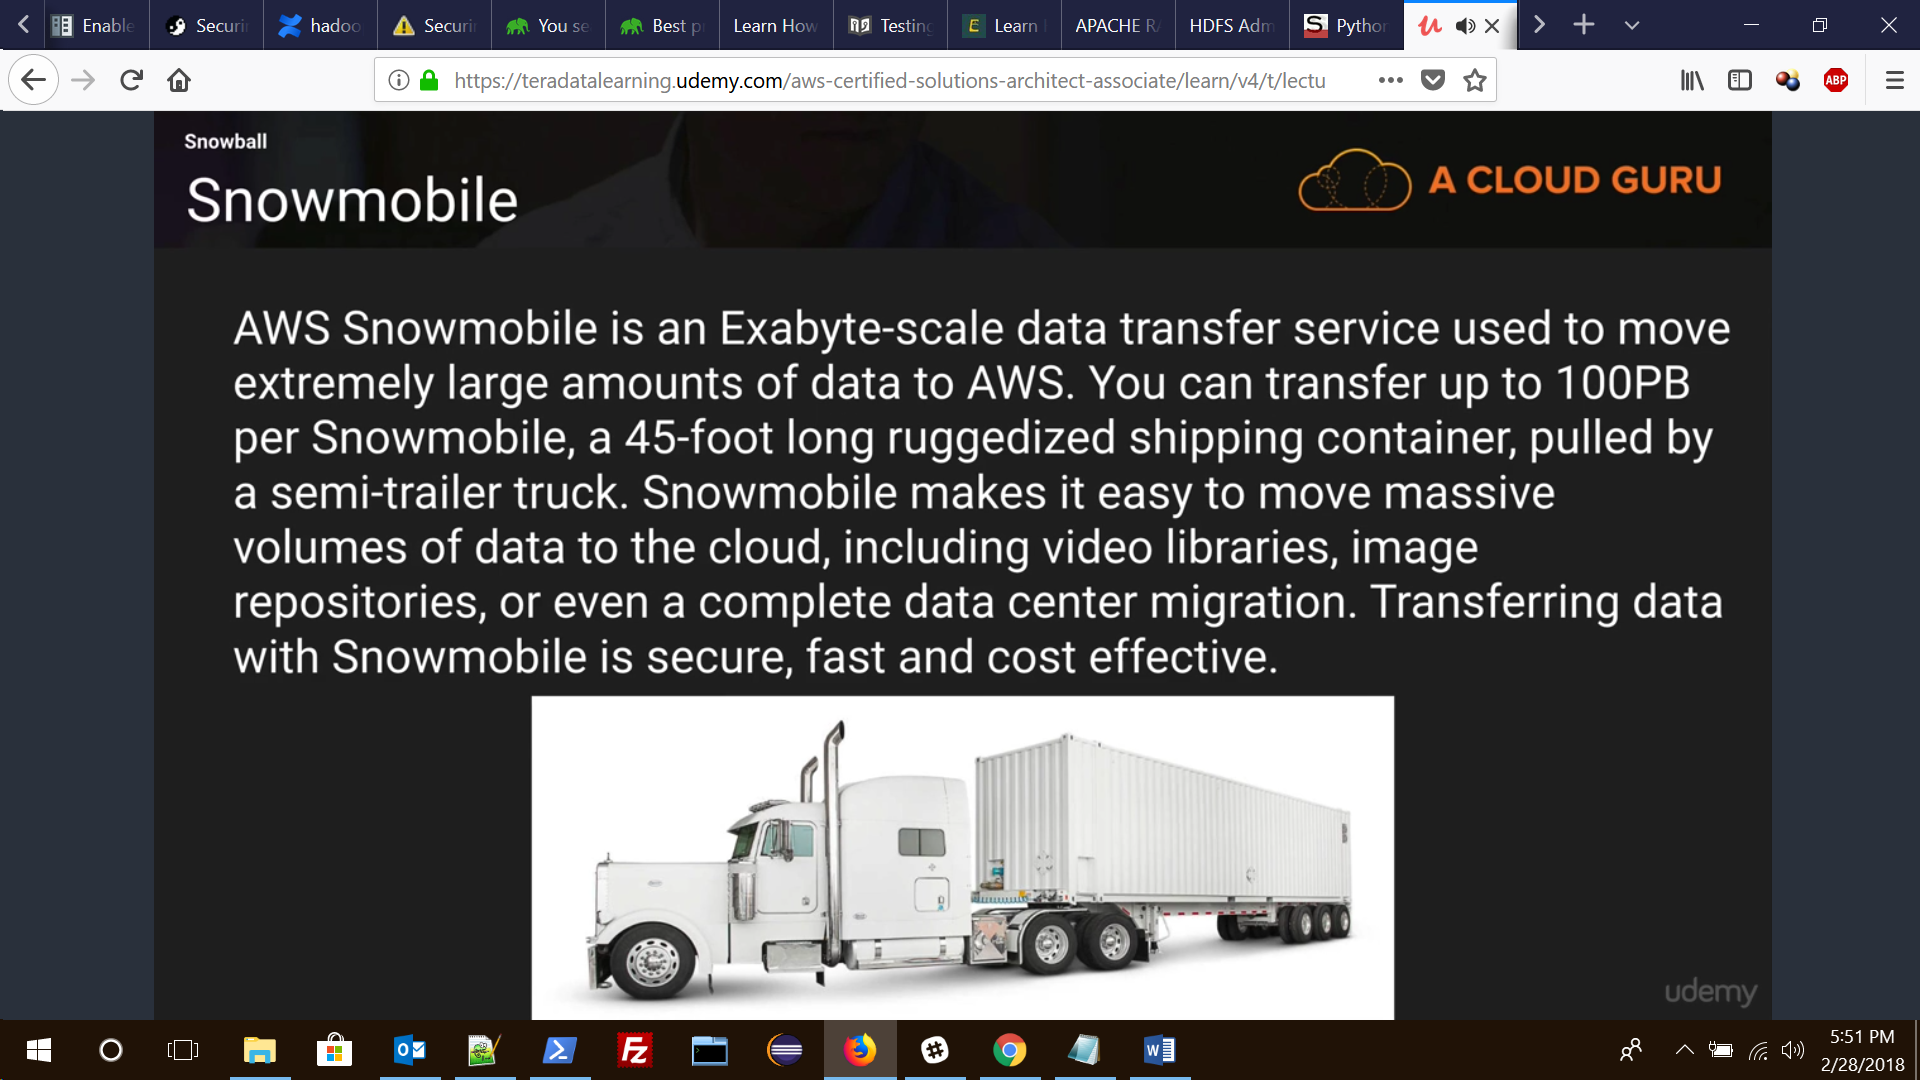 Enable
Securi
hadoo
Securi
You se
Best p
Learn How
Testing
E
Learn
APACHE R
HDFS Adm
S
Pytho
https://teradatalearning.udemy.com/aws-certified-solutions-architect-associate/learn/v4/t/lectu
ABP
Snowball
Snowmobile
A CLOUD GURU
AWS Snowmobile is an Exabyte-scale data transfer service used to move
extremely large amounts of data to AWS. You can transfer up to 100PB
per Snowmobile, a 45-foot long ruggedized shipping container, pulled by
a semi-trailer truck. Snowmobile makes it easy to move massive
volumes of data to the cloud, including video libraries, image
repositories, or even a complete data center migration. Transferring data
with Snowmobile is secure, fast and cost effective.
udemy
5:51 PM
2/28/2018